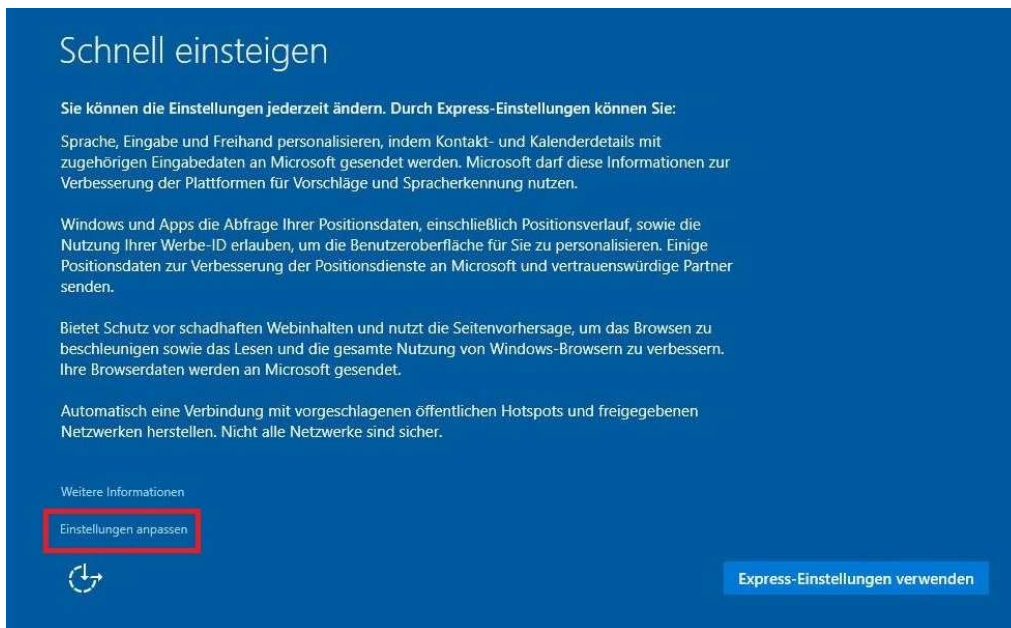 Schnell einsteigen
Sie können die Einstellungen jederzeit ändern. Durch Express-Einstellungen können Sie:
Sprache, Eingabe und Freihand personalisieren, indem Kontakt- und Kalenderdetails mit
zugehörigen Eingabedaten an Microsoft gesendet werden. Microsoft darf diese Informationen zur
Verbesserung der Plattformen für Vorschläge und Spracherkennung nutzen.
Windows und Apps die Abfrage Ihrer Positionsdaten, einschließlich Positionsverlauf, sowie die
Nutzung Ihrer Werbe-ID erlauben, um die Benutzeroberfläche für Sie zu personalisieren. Einige
Positionsdaten zur Verbesserung der Positionsdienste an Microsoft und vertrauenswürdige Partner
senden.
Bietet Schutz vor schadhaften Webinhalten und nutzt die Seitenvorhersage, um das Browsen zu
beschleunigen sowie das Lesen und die gesamte Nutzung von Windows-Browsern zu verbessern.
Ihre Browserdaten werden an Microsoft gesendet.
Automatisch eine Verbindung mit vorgeschlagenen öffentlichen Hotspots und freigegebenen
Netzwerken herstellen. Nicht alle Netzwerke sind sicher.
Weitere Informationen
Einstellungen anpassen
Express-Einstellungen verwenden